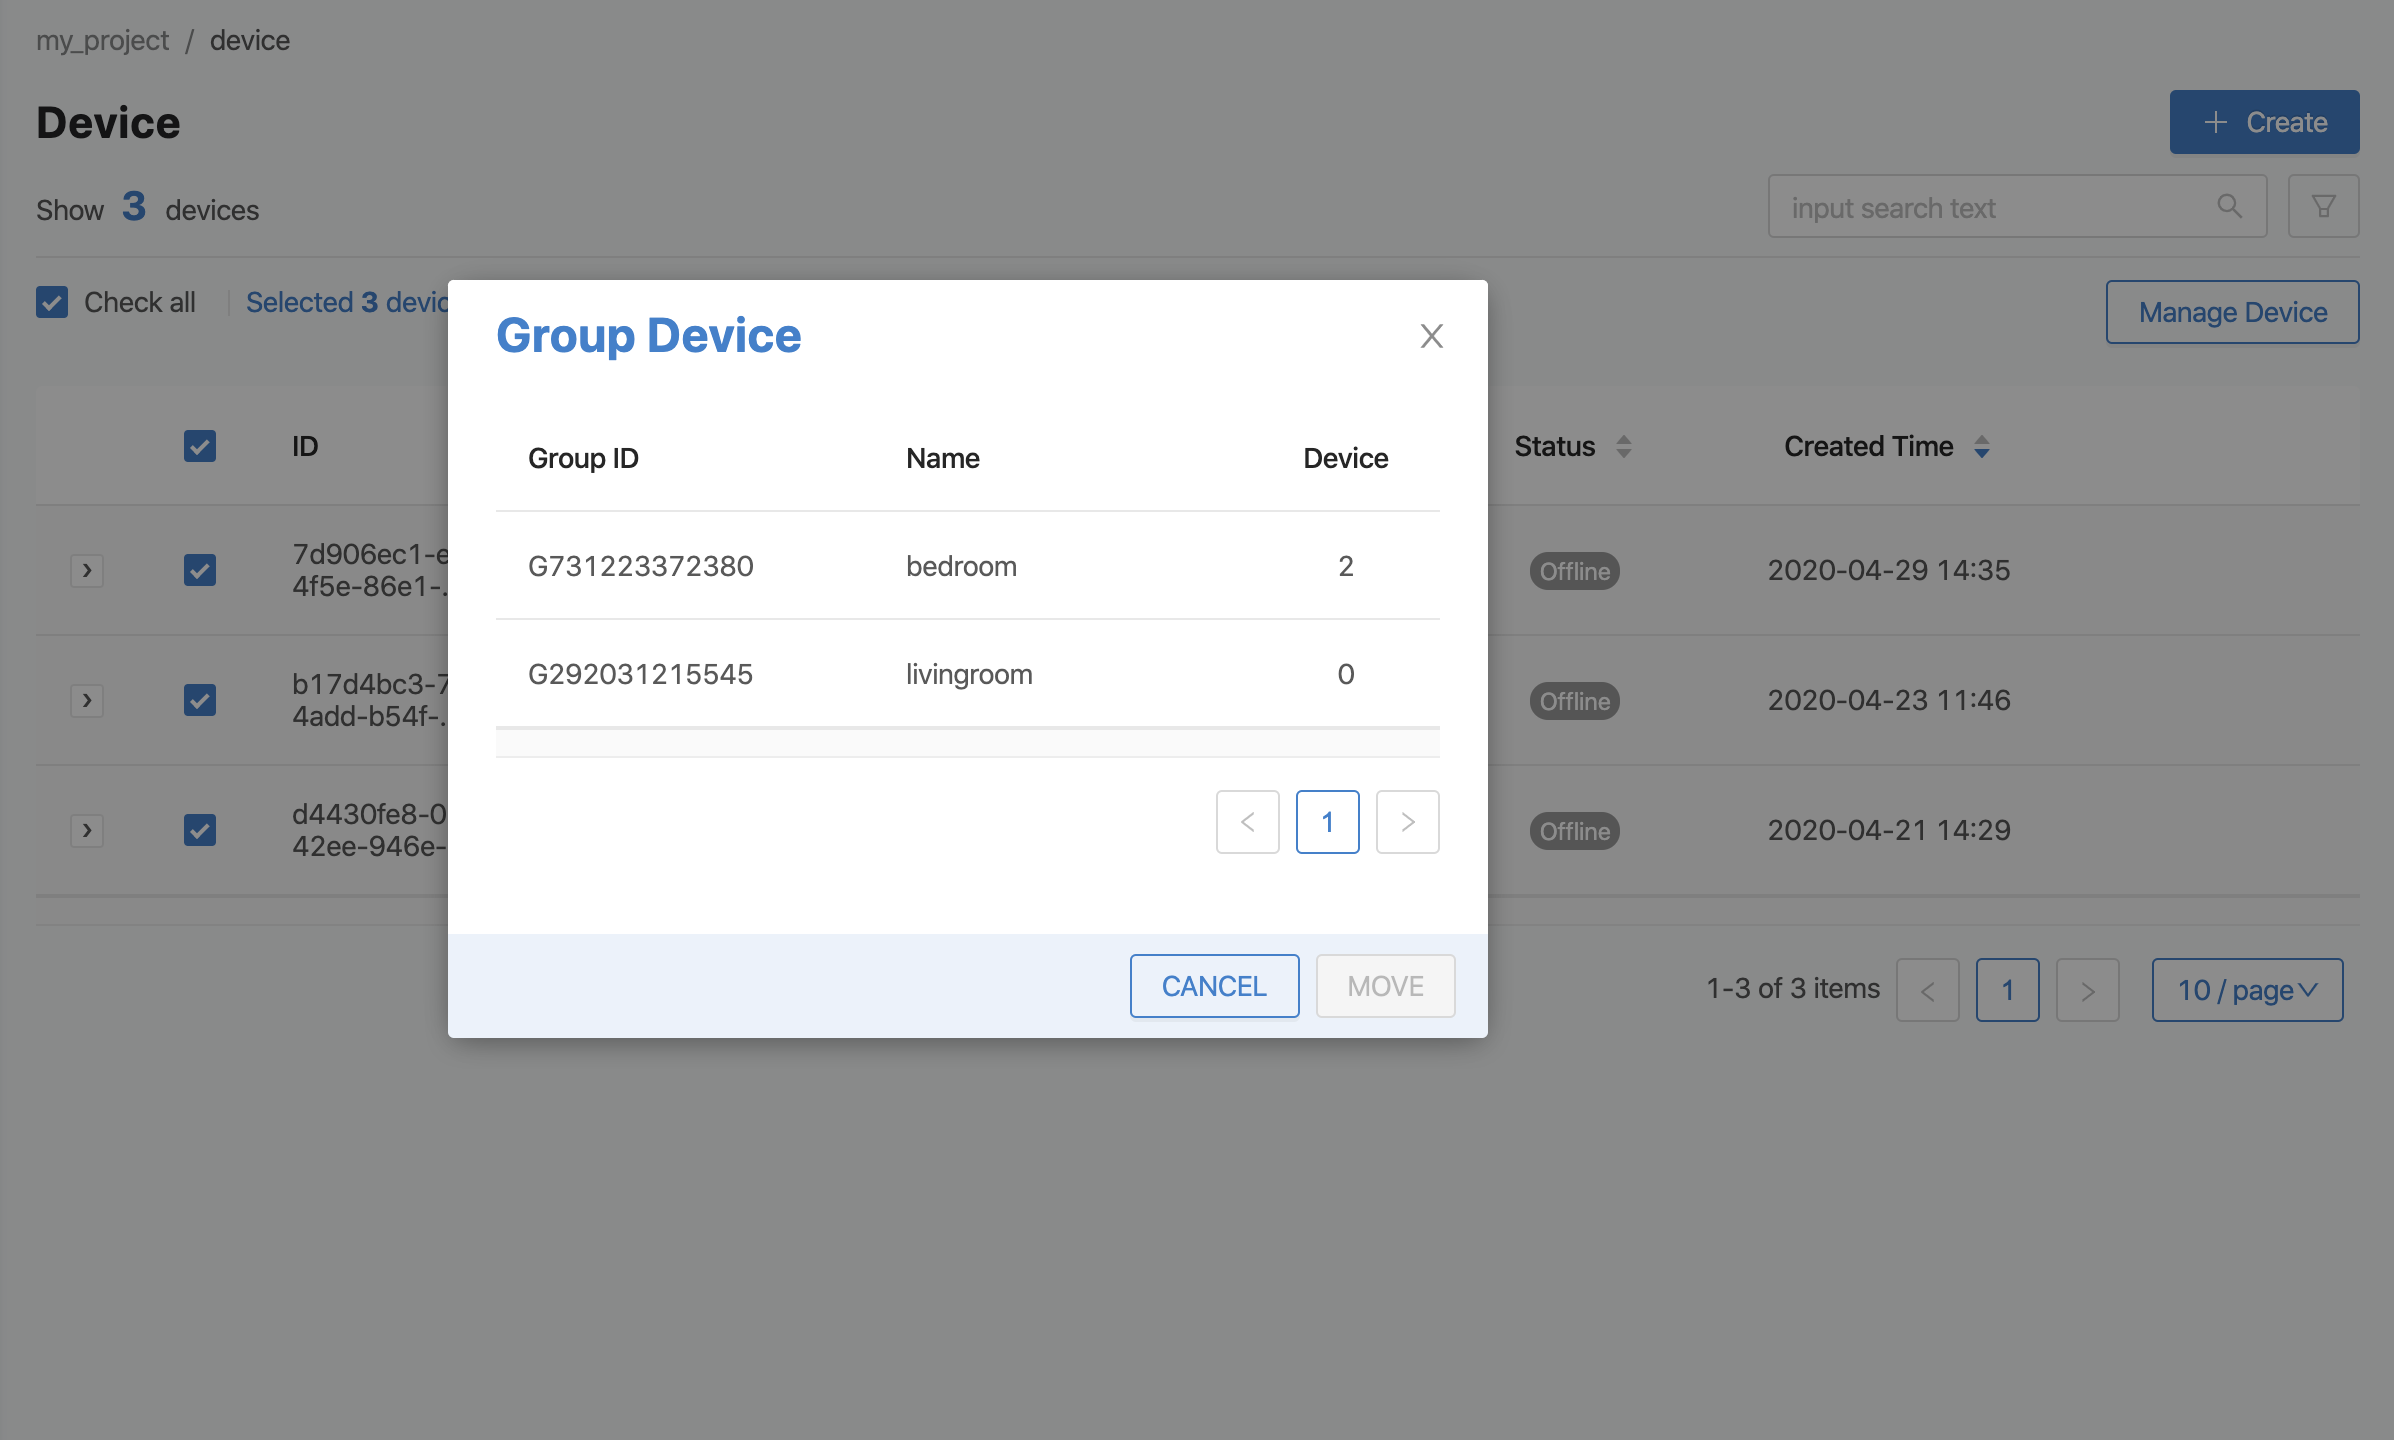 my_project / device
Device
+ Create
Show 3 devices
input search text
Check all
Selected 3 devic
Manage Device
Group Device
X
ID
Status
Created Time
Group ID
Name
Device
7d906ec1-e
4f5e-86e1-.
Offline
2020-04-29 14:35
G731223372380
bedroom
2
b17d4bc3-7
4add-b54f-.
Offline
2020-04-23 11:46
G292031215545
livingroom
0
d4430fe8-0
42ee-946e-
Offline
2020-04-21 14:29
< 1 >
CANCEL
MOVE
1-3 of 3 items
< 1 >
10 / page